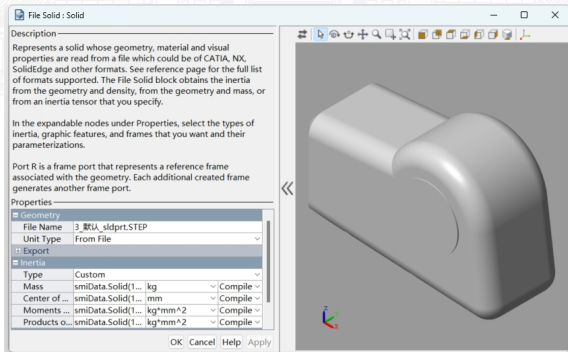 File Solid : Solid
Description
Represents a solid whose geometry, material and visual
properties are read from a file which could be of CATIA, NX,
SolidEdge and other formats. See reference page for the full list
of formats supported. The File Solid block obtains the inertia
from the geometry and density, from the geometry and mass, or
from an inertia tensor that you specify.
In the expandable nodes under Properties, select the types of
inertia, graphic features, and frames that you want and their
parameterizations.
Port R is a frame port that represents a reference frame
associated with the geometry. Each additional created frame
generates another frame port.
Properties
Geometry
File Name 3_默认_sldprt.STEP
Unit Type From File
Export
Inertia
Type Custom
Mass smiData.Solid(1... kg Compile
Center of ... smiData.Solid(1... mm Compile
Moments ... smiData.Solid(1... kg*mm^2 Compile
Products o... smiData.Solid(1... kg*mm^2 Compile
OK Cancel Help Apply
z
x